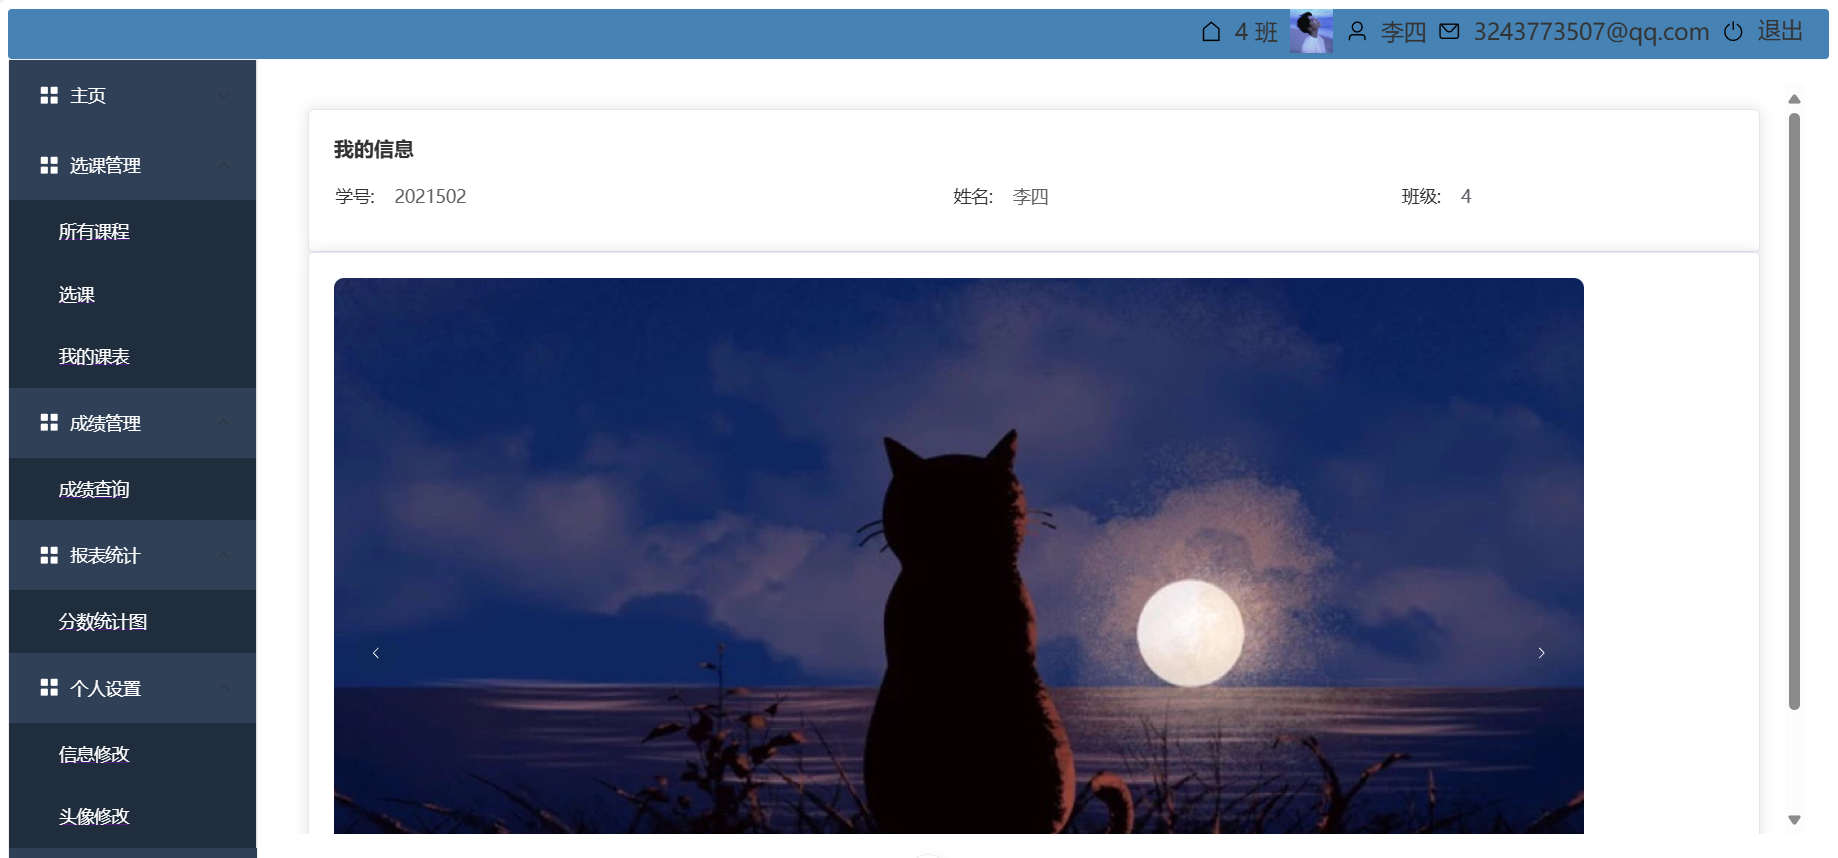 4 班 李四 3243773507@qq.com 退出
主页
选课管理
所有课程
选课
我的课表
成绩管理
成绩查询
报表统计
分数统计图
个人设置
信息修改
头像修改
我的信息
学号: 2021502 姓名: 李四 班级: 4